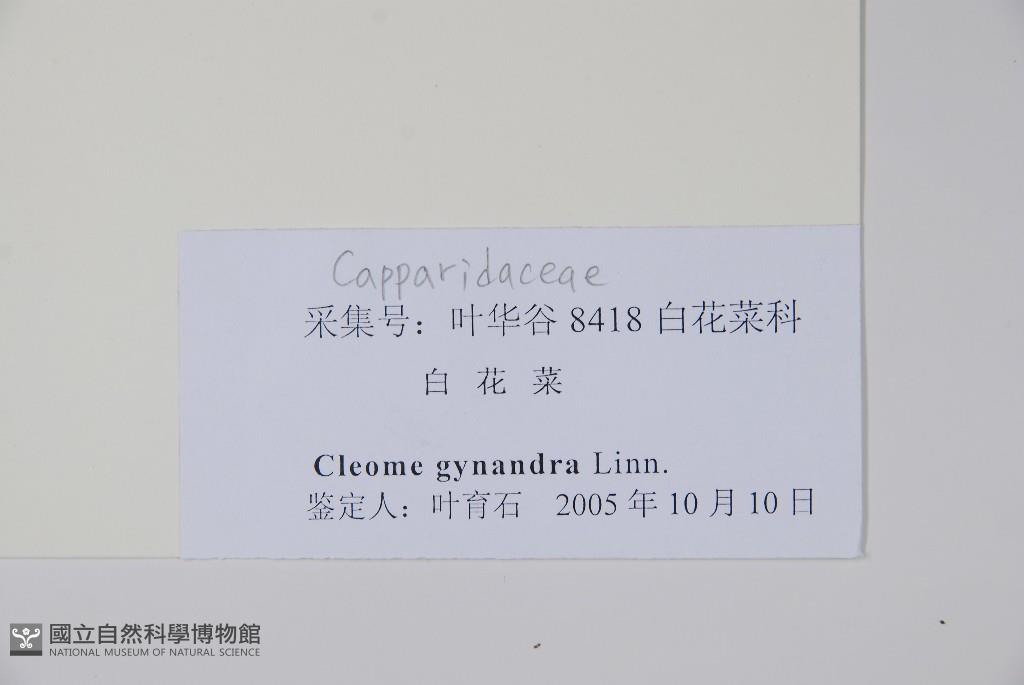 Capparidaceae
采集号：叶华谷 8418 白花菜科
白 花 菜
Cleome gynandra Linn.
鉴定人：叶育石 2005 年 10 月 10 日
國立自然科學博物館
NATIONAL MUSEUM OF NATURAL SCIENCE